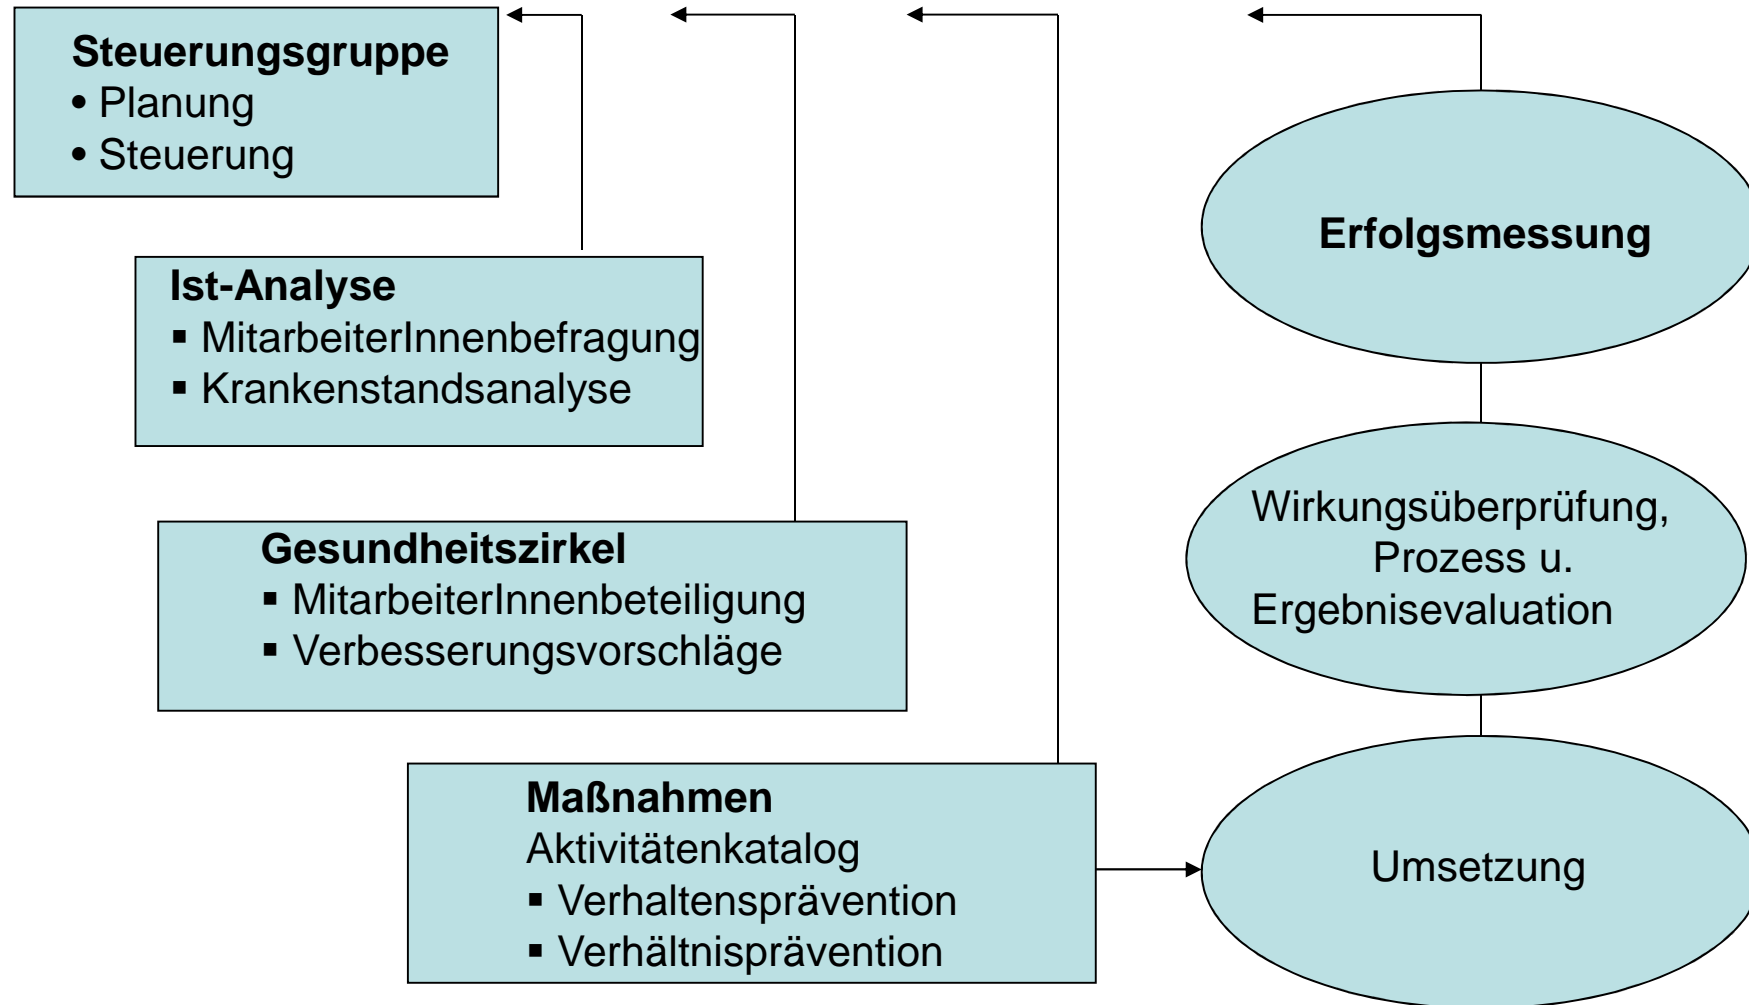 Steuerungsgruppe
• Planung
• Steuerung
Ist-Analyse
▪ MitarbeiterInnenbefragung
▪ Krankenstandsanalyse
Gesundheitszirkel
▪ MitarbeiterInnenbeteiligung
▪ Verbesserungsvorschläge
Maßnahmen
Aktivitätenkatalog
▪ Verhaltensprävention
▪ Verhältnisprävention
Erfolgsmessung
Wirkungsüberprüfung,
Prozess u.
Ergebnisevaluation
Umsetzung